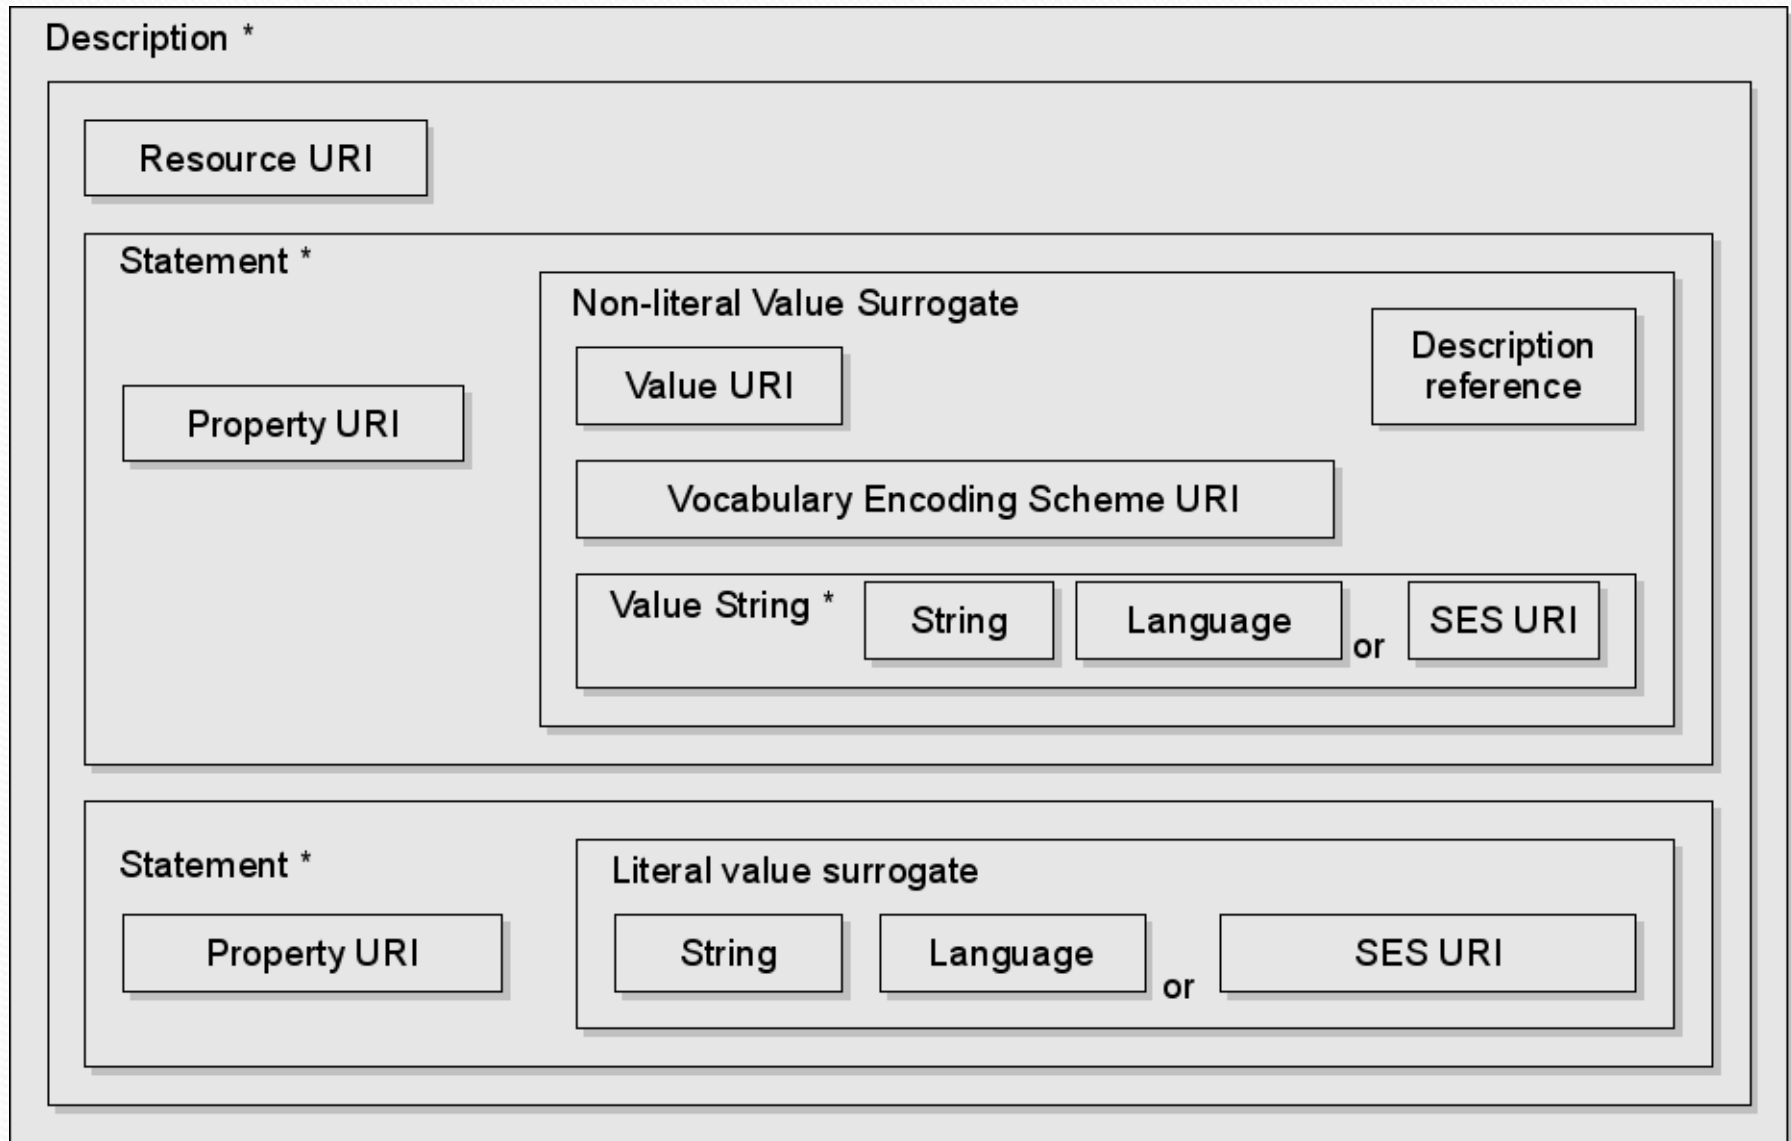 Description *
Resource URI
Statement *
Non-literal Value Surrogate
Description
reference
Value URI
Property URI
Vocabulary Encoding Scheme URI
Value String *
String
Language
or
SES URI
Statement *
Literal value surrogate
Property URI
String
Language
or
SES URI